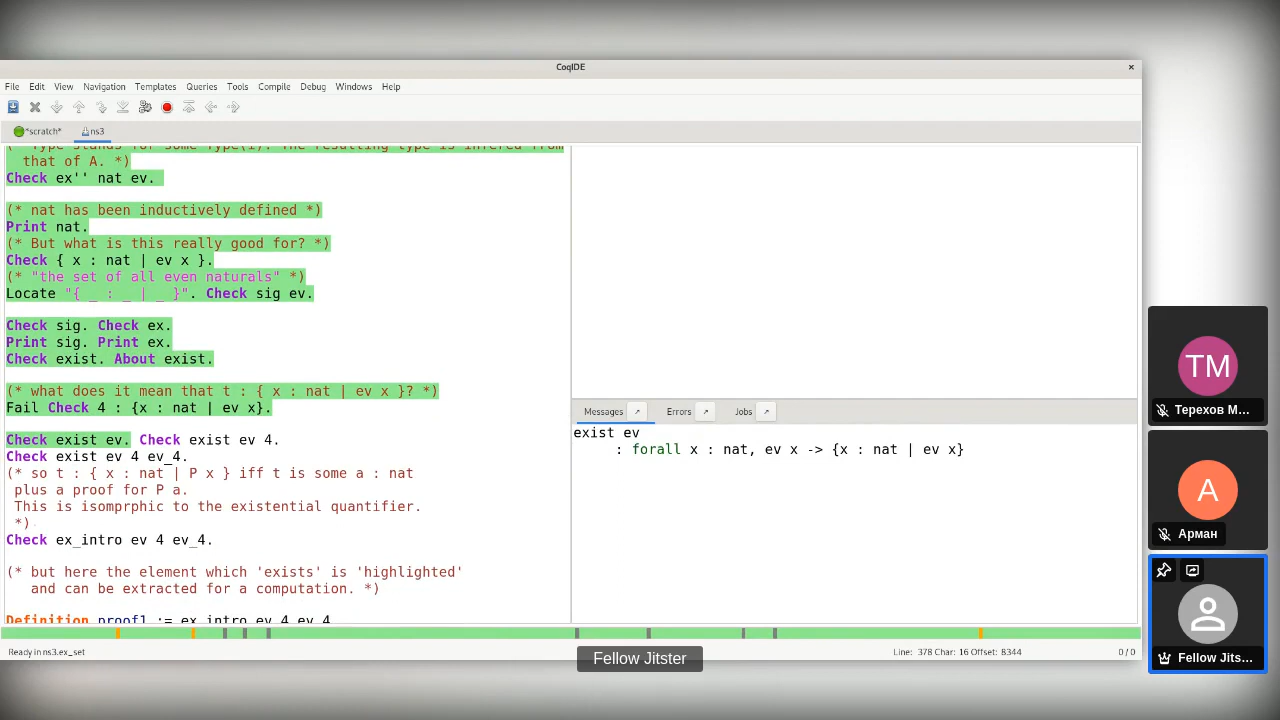 CoqIDE
×
File Edit View Navigation Templates Queries Tools Compile Debug Windows Help
*scratch* ns3
that of A. *)
Check ex'' nat ev.
(* nat has been inductively defined *)
Print nat.
(* But what is this really good for? *)
Check { x : nat | ev x }.
(* "the set of all even naturals" *)
Locate "{ _ : _ | _ }". Check sig ev.
Check sig. Check ex.
Print sig. Print ex.
Check exist. About exist.
(* what does it mean that t : { x : nat | ev x }? *)
Fail Check 4 : {x : nat | ev x}.
Check exist ev. Check exist ev 4.
Check exist ev 4 ev_4.
(* so t : { x : nat | P x } iff t is some a : nat
plus a proof for P a.
This is isomprphic to the existential quantifier.
*)
Check ex_intro ev 4 ev_4.
(* but here the element which 'exists' is 'highlighted'
and can be extracted for a computation. *)
Definition proof1 := ex_intro ev 4 ev_4.
Messages Errors Jobs
exist ev
: forall x : nat, ev x -> {x : nat | ev x}
Ready in ns3.ex_set
Line: 378 Char: 16 Offset: 8344
0 / 0
Fellow Jitster
TM
Терехов М...
A
Арман
Fellow Jits...